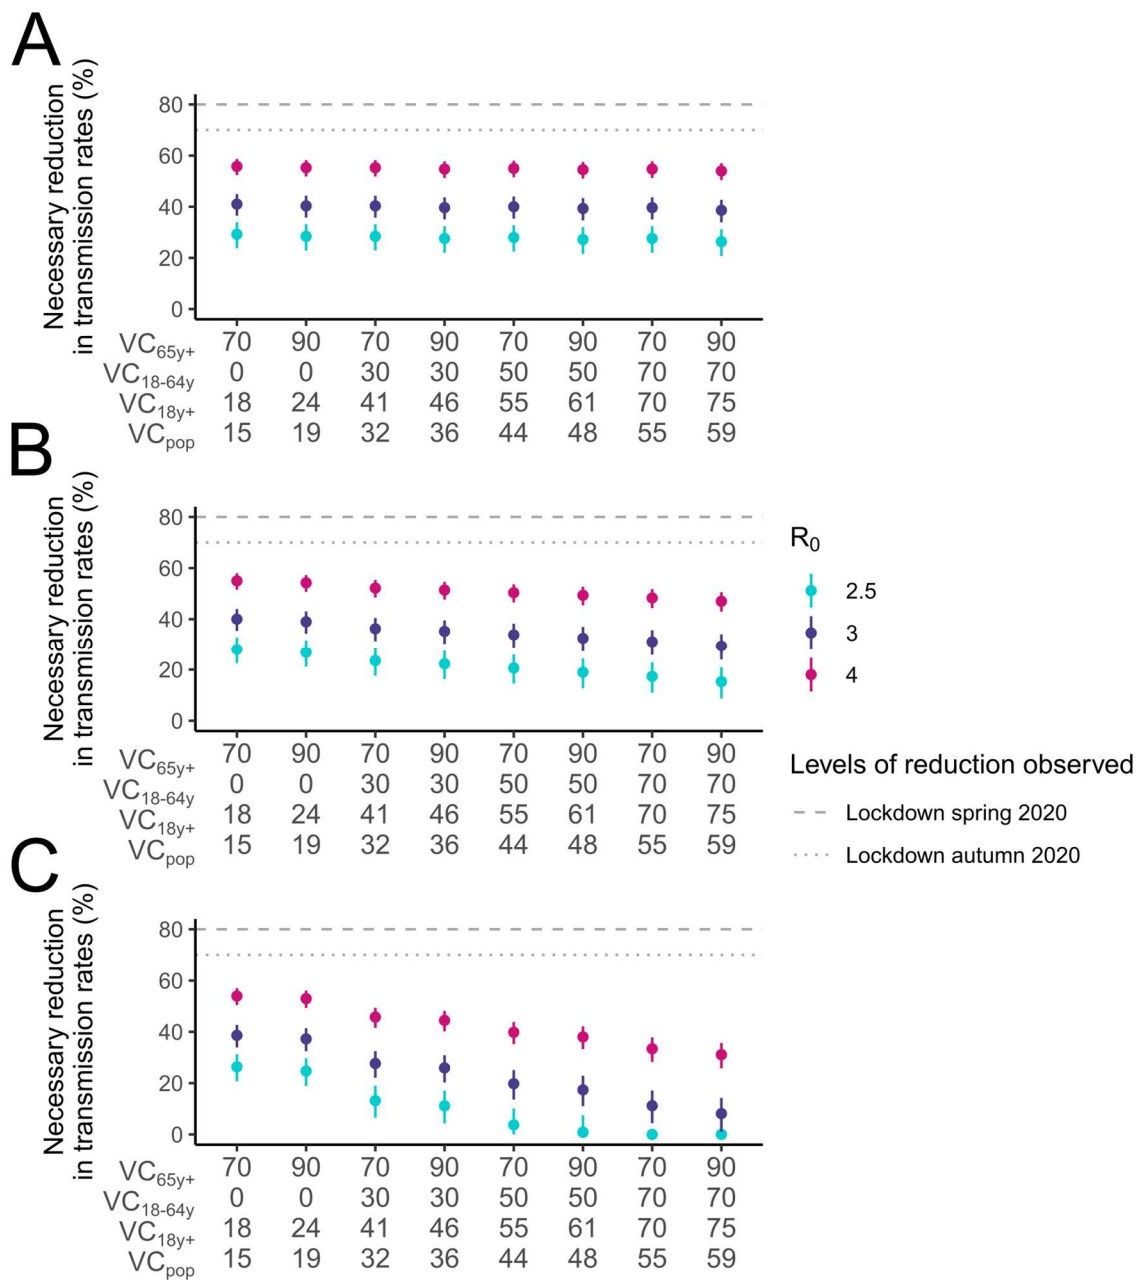 A
Necessary reduction
in transmission rates (%)
80
60
40
20
0
VC65y+ 70 90 70 90 70 90 70 90
VC18-64y 0 0 30 30 50 50 70 70
VC18y+ 18 24 41 46 55 61 70 75
VCpop 15 19 32 36 44 48 55 59
B
Necessary reduction
in transmission rates (%)
80
60
40
20
0
VC65y+ 70 90 70 90 70 90 70 90
VC18-64y 0 0 30 30 50 50 70 70
VC18y+ 18 24 41 46 55 61 70 75
VCpop 15 19 32 36 44 48 55 59
R0
2.5
3
4
Levels of reduction observed
Lockdown spring 2020
Lockdown autumn 2020
C
Necessary reduction
in transmission rates (%)
80
60
40
20
0
VC65y+ 70 90 70 90 70 90 70 90
VC18-64y 0 0 30 30 50 50 70 70
VC18y+ 18 24 41 46 55 61 70 75
VCpop 15 19 32 36 44 48 55 59